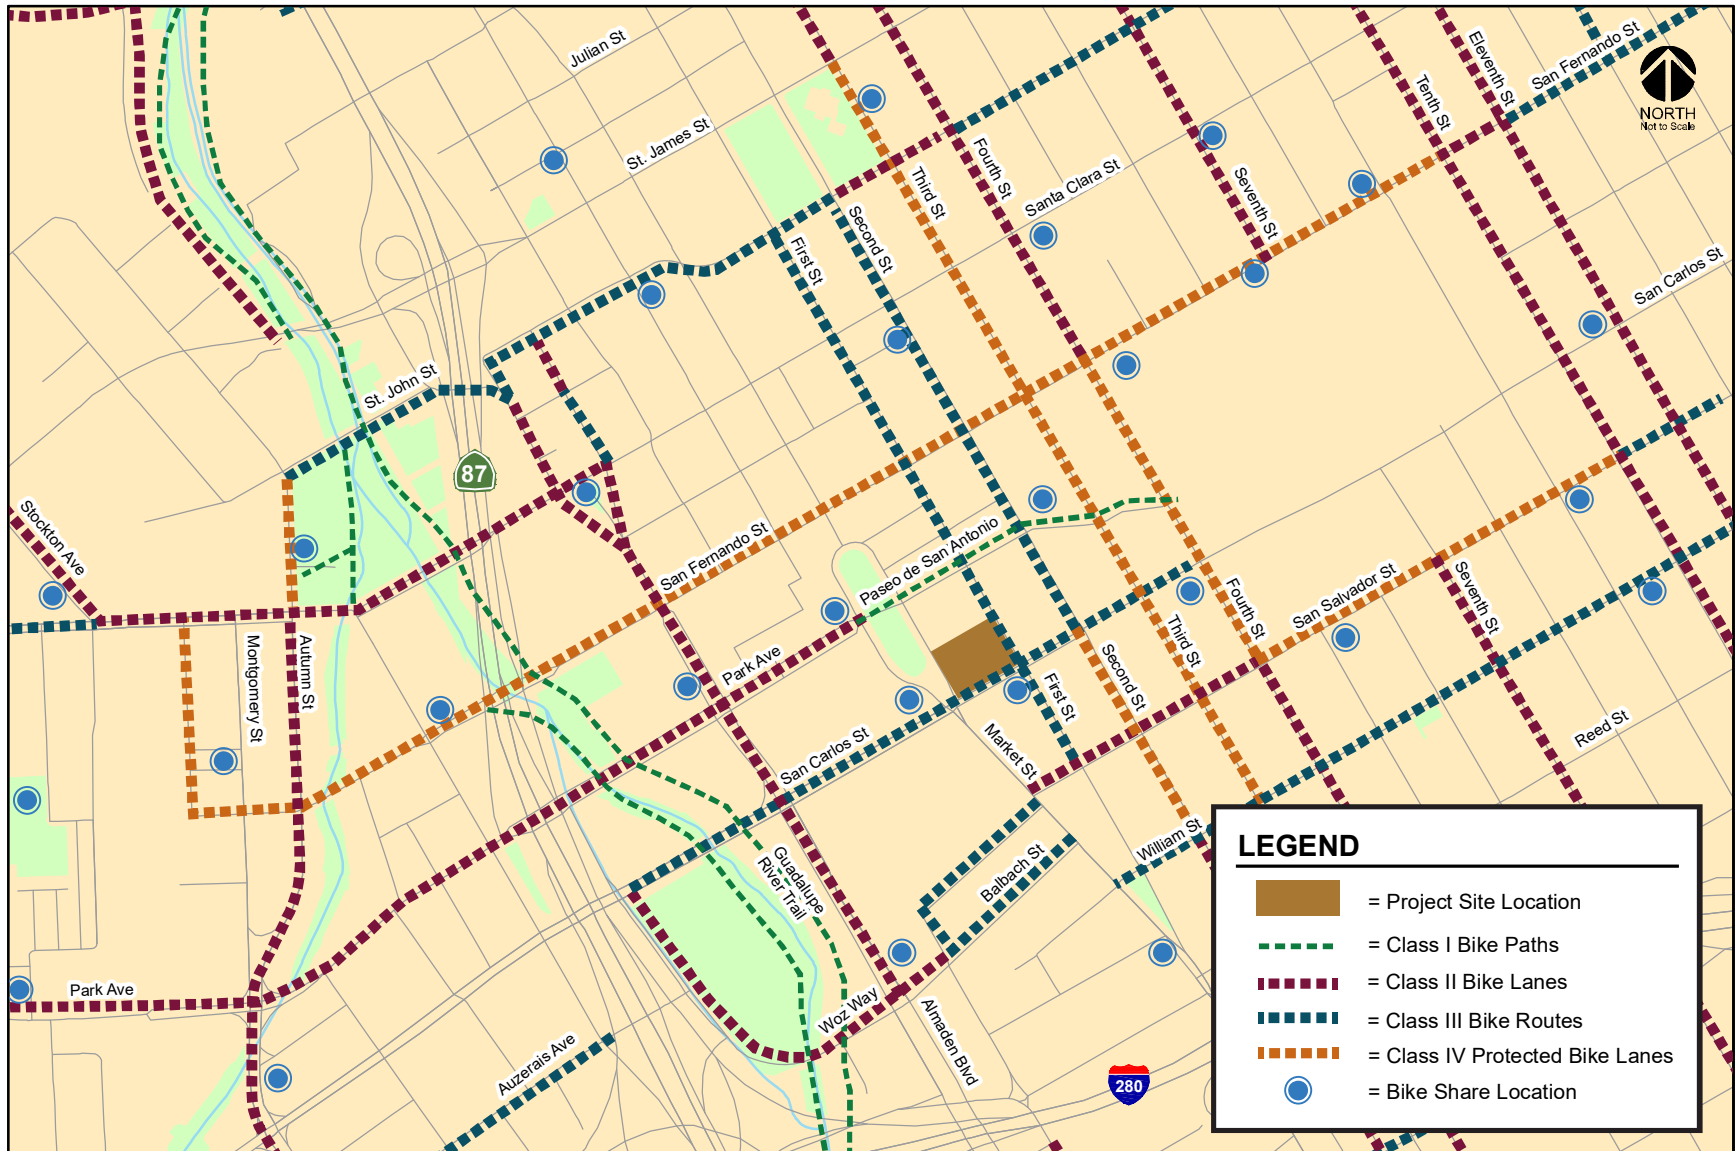 Julian St
St. James St
Eleventh St
San Fernando St
Tenth St
NORTH
Not to Scale
Fourth St
Third St
Santa Clara St
Seventh St
Second St
First St
San Carlos St
St. John St
87
Stockton Ave
San Fernando St
Paseo de San Antonio
Montgomery St
Autumn St
Park Ave
Fourth St
Third St
San Salvador St
Seventh St
Second St
First St
San Carlos St
Market St
Reed St
William St
Guadalupe
River Trail
Balbach St
Park Ave
Woz Way
Almaden Blvd
Auzerais Ave
280
LEGEND
= Project Site Location
= Class I Bike Paths
= Class II Bike Lanes
= Class III Bike Routes
= Class IV Protected Bike Lanes
= Bike Share Location